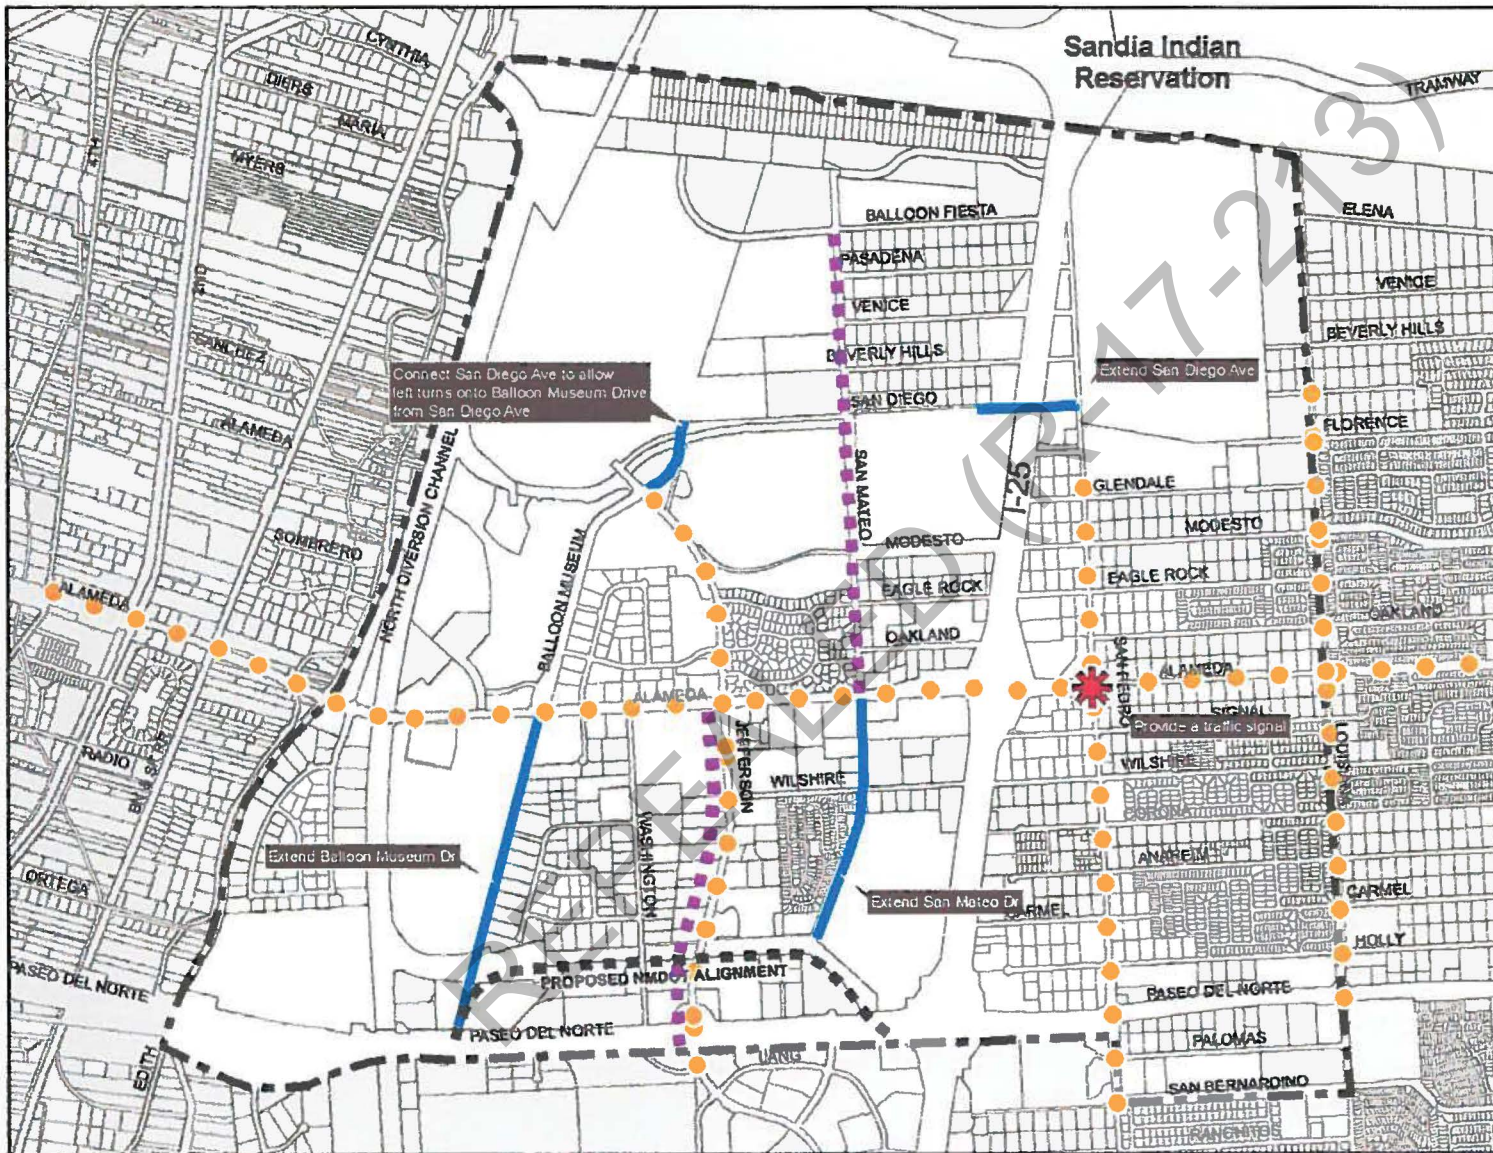 Sandia Indian
Reservation
TRAMWAY
CYNTHIA
DIERS
MARIA
4TH
MYERS
2ND
BALLOON FIESTA
ELENA
PASADENA
VENICE
VENICE
BEVERLY HILLS
SANCHEZ
BEVERLY HILLS
Connect San Diego Ave to allow
left turns onto Balloon Museum Drive
from San Diego Ave
Extend San Diego Ave
SAN DIEGO
ALAMEDA
FLORENCE
NORTH DIVERSION CHANNEL
SAN MATEO
I-25
GLENDALE
MODESTO
SOMBRERO
MODESTO
BALLOON MUSEUM
EAGLE ROCK
EAGLE ROCK
ALAMEDA
OAKLAND
OAKLAND
SAN PEDRO
ALAMEDA
ALAMEDA
SIGNAL
Provide a traffic signal
JEFFERSON
LOUISIANA
RADIO
WILSHIRE
WILSHIRE
CORONA
WASHINGTON
Extend Balloon Museum Dr
ANAHEIM
ORTEGA
Extend San Mateo Dr
CARMEL
CARMEL
HOLLY
PROPOSED NMDOT ALIGNMENT
PASEO DEL NORTE
PASEO DEL NORTE
PASEO DEL NORTE
PALOMAS
EDITH
SAN BERNARDINO
RANCHITOS
REPEALED (R-17-213)